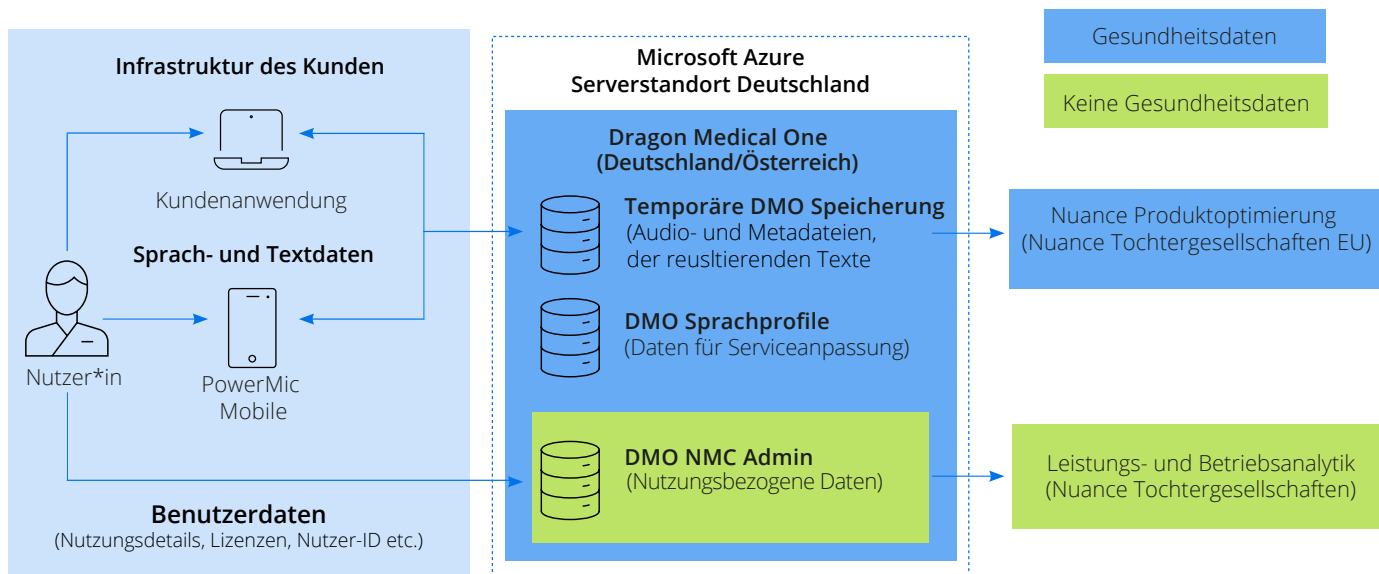 Infrastruktur des Kunden
Kundenanwendung
Sprach- und Textdaten
Nutzer*in
PowerMic
Mobile
Benutzerdaten
(Nutzungsdetails, Lizenzen, Nutzer-ID etc.)
Microsoft Azure
Serverstandort Deutschland
Dragon Medical One
(Deutschland/Österreich)
Temporäre DMO Speicherung
(Audio- und Metadateien,
der reusltierenden Texte
DMO Sprachprofile
(Daten für Serviceanpassung)
DMO NMC Admin
(Nutzungsbezogene Daten)
Gesundheitsdaten
Keine Gesundheitsdaten
Nuance Produktoptimierung
(Nuance Tochtergesellschaften EU)
Leistungs- und Betriebsanalytik
(Nuance Tochtergesellschaften)